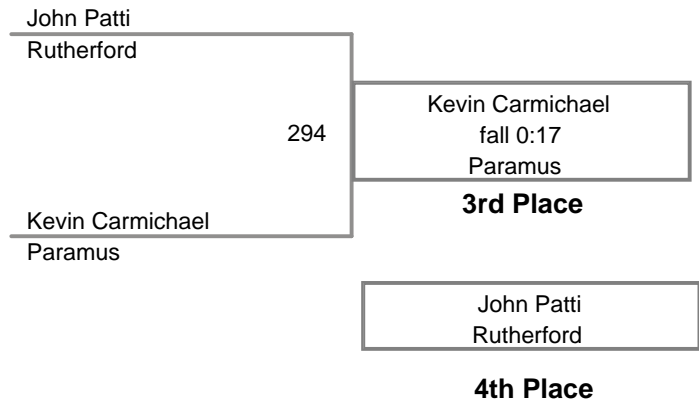 John Patti
Rutherford
294
Kevin Carmichael
fall 0:17
Paramus
3rd Place
Kevin Carmichael
Paramus
John Patti
Rutherford
4th Place